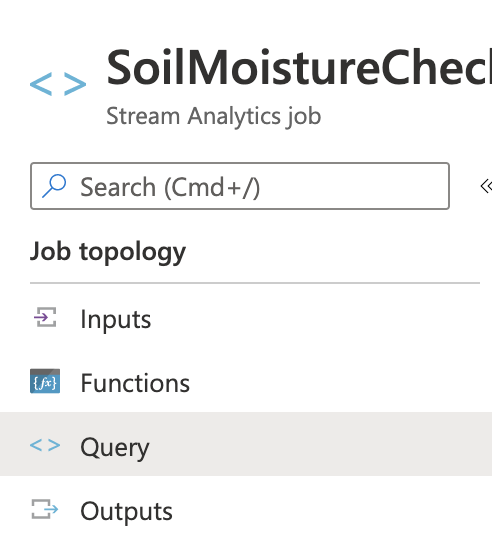 SoilMoistureChec
Stream Analytics job
Search (Cmd+/)
Job topology
Inputs
Functions
Query
Outputs